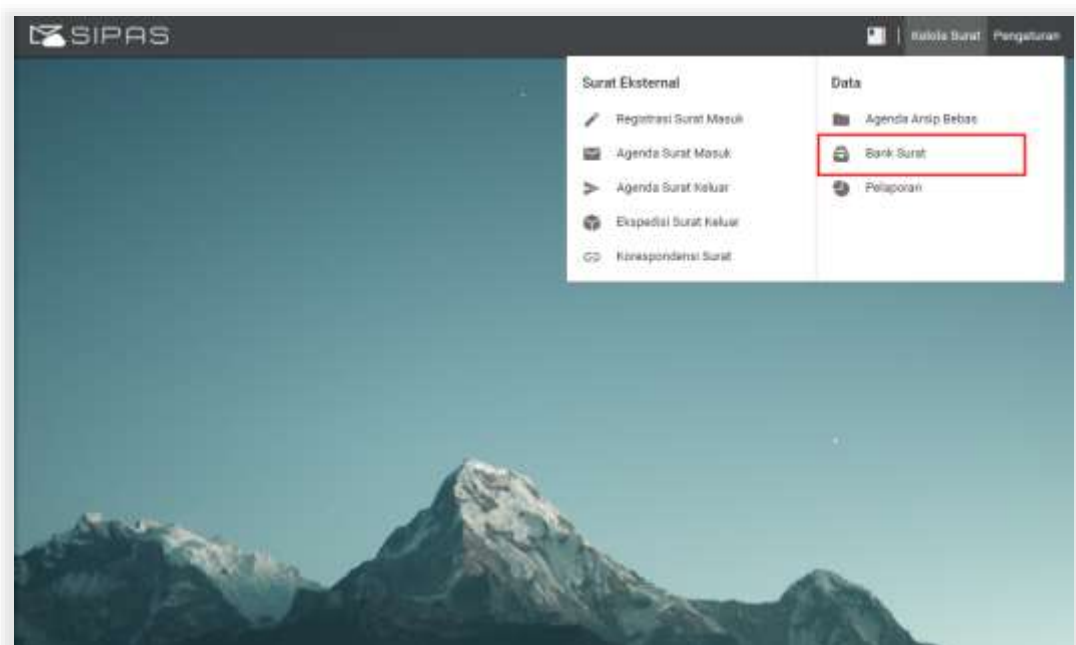 SIPAS
Kelola Surat Pengaturan
Surat Eksternal
Registrasi Surat Masuk
Agenda Surat Masuk
Agenda Surat Keluar
Ekspedisi Surat Keluar
Korespondensi Surat
Data
Agenda Arsip Bebas
Bank Surat
Pelaporan